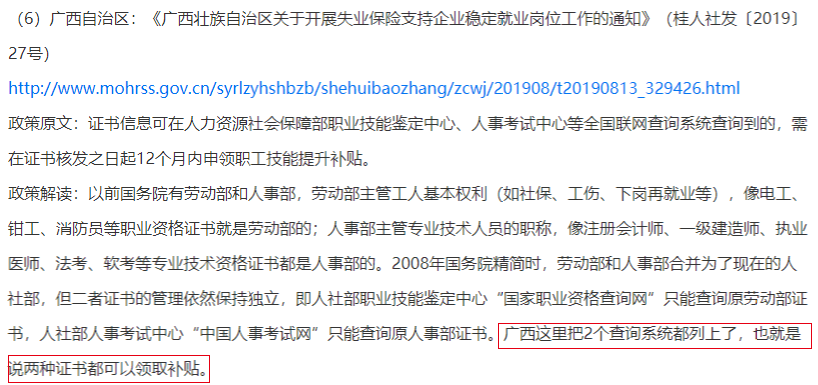 （6）广西自治区：《广西壮族自治区关于开展失业保险支持企业稳定就业岗位工作的通知》（桂人社发〔2019〕
27号）
http://www.mohrss.gov.cn/syrlzyhshbzb/shehuibaozhang/zcwj/201908/t20190813_329426.html
政策原文：证书信息可在人力资源社会保障部职业技能鉴定中心、人事考试中心等全国联网查询系统查询到的，需
在证书核发之日起12个月内申领职工技能提升补贴。
政策解读：以前国务院有劳动部和人事部，劳动部主管工人基本权利（如社保、工伤、下岗再就业等），像电工、
钳工、消防员等职业资格证书就是劳动部的；人事部主管专业技术人员的职称，像注册会计师、一级建造师、执业
医师、法考、软考等专业技术资格证书都是人事部的。2008年国务院精简时，劳动部和人事部合并为了现在的人
社部，但二者证书的管理依然保持独立，即人社部职业技能鉴定中心“国家职业资格查询网”只能查询原劳动部证
书，人社部人事考试中心“中国人事考试网”只能查询原人事部证书。广西这里把2个查询系统都列上了，也就是
说两种证书都可以领取补贴。